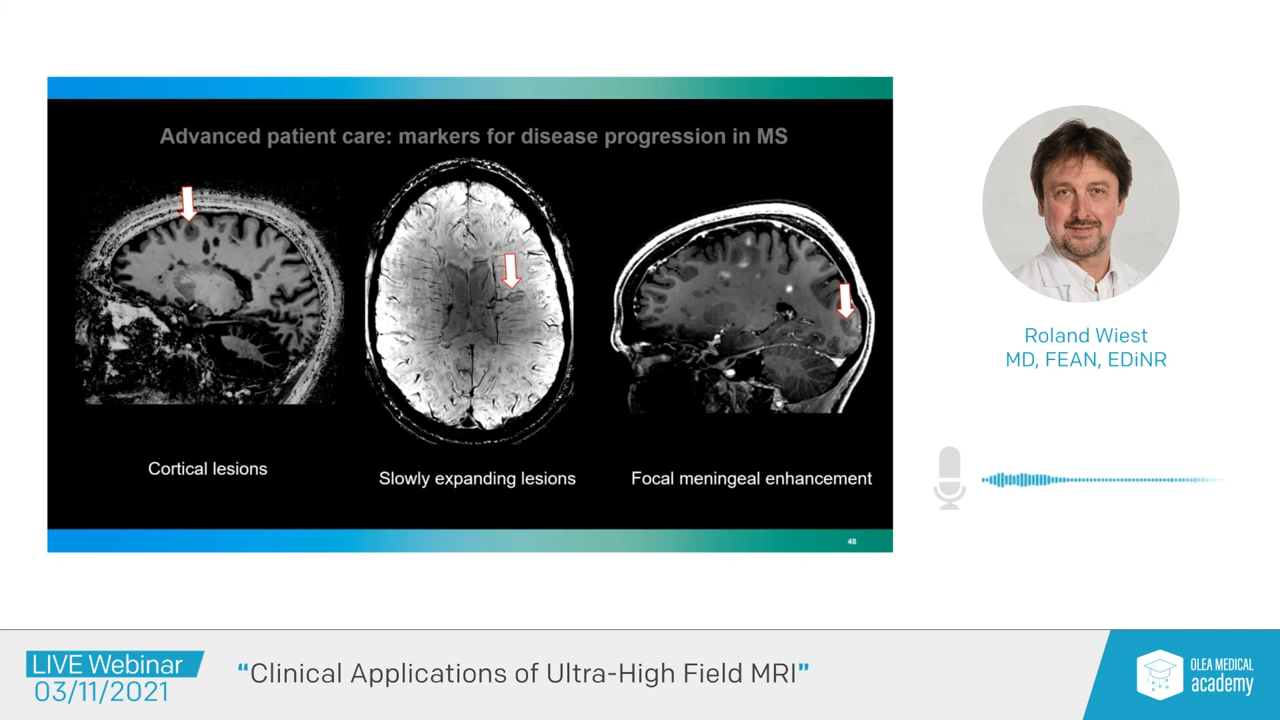 Advanced patient care: markers for disease progression in MS
Cortical lesions
Slowly expanding lesions
Focal meningeal enhancement
48
Roland Wiest
MD, FEAN, EDiNR
LIVE Webinar
03/11/2021
“Clinical Applications of Ultra-High Field MRI”
OLEA MEDICAL
academy